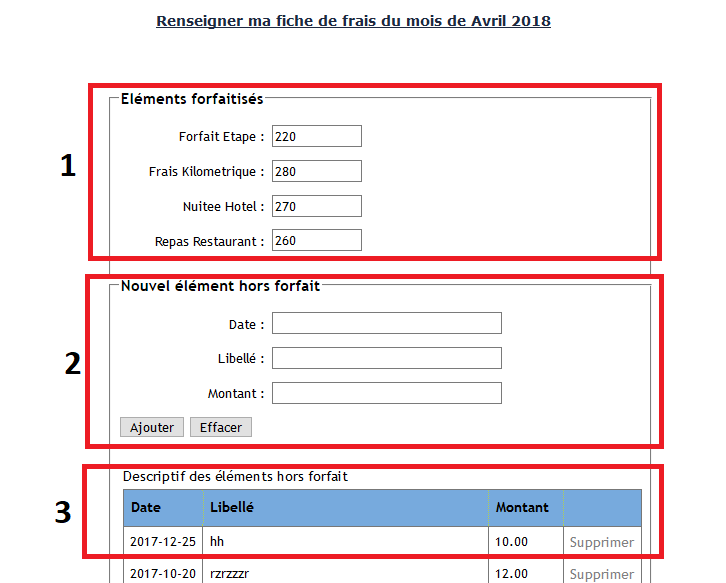 Renseigner ma fiche de frais du mois de Avril 2018
1
Eléments forfaitisés
Forfait Etape : 220
Frais Kilometrique : 280
Nuitee Hotel : 270
Repas Restaurant : 260
2
Nouvel élément hors forfait
Date :
Libellé :
Montant :
Ajouter Effacer
3
Descriptif des éléments hors forfait
Date Libellé Montant
2017-12-25 hh 10.00 Supprimer
2017-10-20 rzrzzzr 12.00 Supprimer